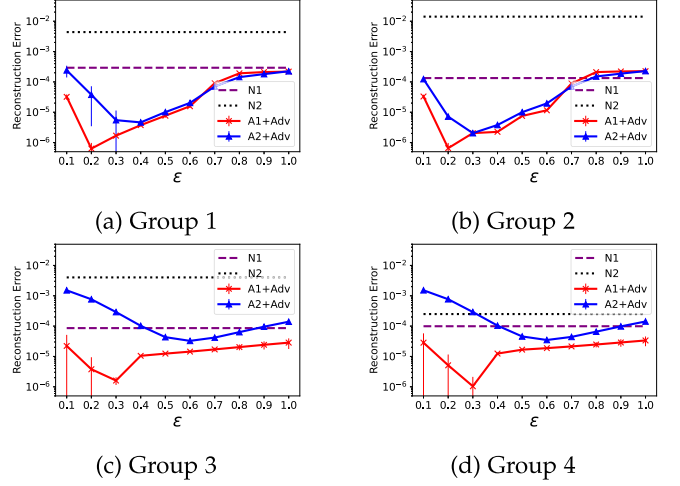 Reconstruction Error
10⁻²
10⁻³
10⁻⁴
10⁻⁵
10⁻⁶
N1
N2
A1+Adv
A2+Adv
0.1 0.2 0.3 0.4 0.5 0.6 0.7 0.8 0.9 1.0
ε
(a) Group 1
Reconstruction Error
10⁻²
10⁻³
10⁻⁴
10⁻⁵
10⁻⁶
N1
N2
A1+Adv
A2+Adv
0.1 0.2 0.3 0.4 0.5 0.6 0.7 0.8 0.9 1.0
ε
(b) Group 2
Reconstruction Error
10⁻²
10⁻³
10⁻⁴
10⁻⁵
10⁻⁶
N1
N2
A1+Adv
A2+Adv
0.1 0.2 0.3 0.4 0.5 0.6 0.7 0.8 0.9 1.0
ε
(c) Group 3
Reconstruction Error
10⁻²
10⁻³
10⁻⁴
10⁻⁵
10⁻⁶
N1
N2
A1+Adv
A2+Adv
0.1 0.2 0.3 0.4 0.5 0.6 0.7 0.8 0.9 1.0
ε
(d) Group 4